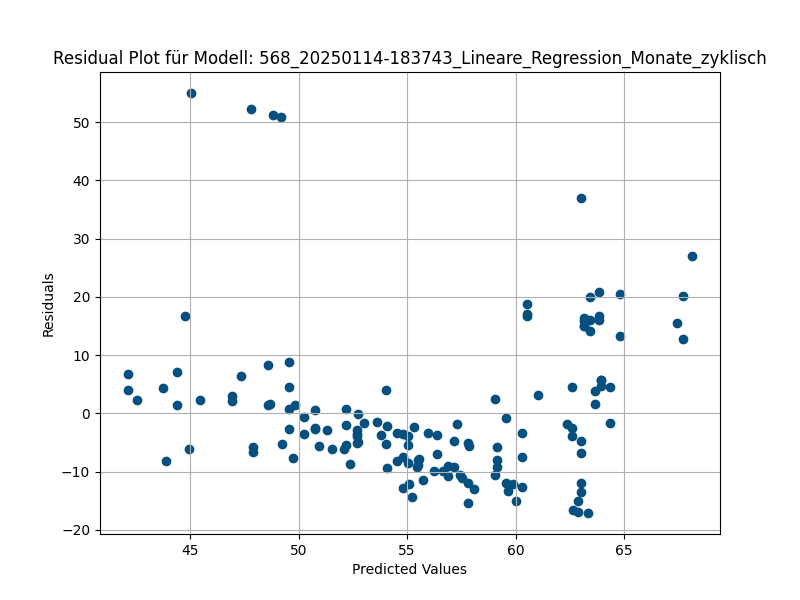 Residual Plot für Modell: 568_20250114-183743_Lineare_Regression_Monate_zyklisch
50
40
30
20
10
0
−10
−20
Residuals
45 50 55 60 65
Predicted Values